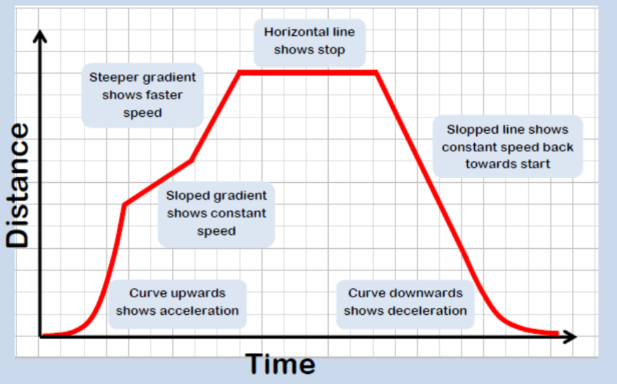 Horizontal line
shows stop
Steeper gradient
shows faster
speed
Slopped line shows
constant speed back
towards start
Sloped gradient
shows constant
speed
Curve upwards
shows acceleration
Curve downwards
shows deceleration
Distance
Time